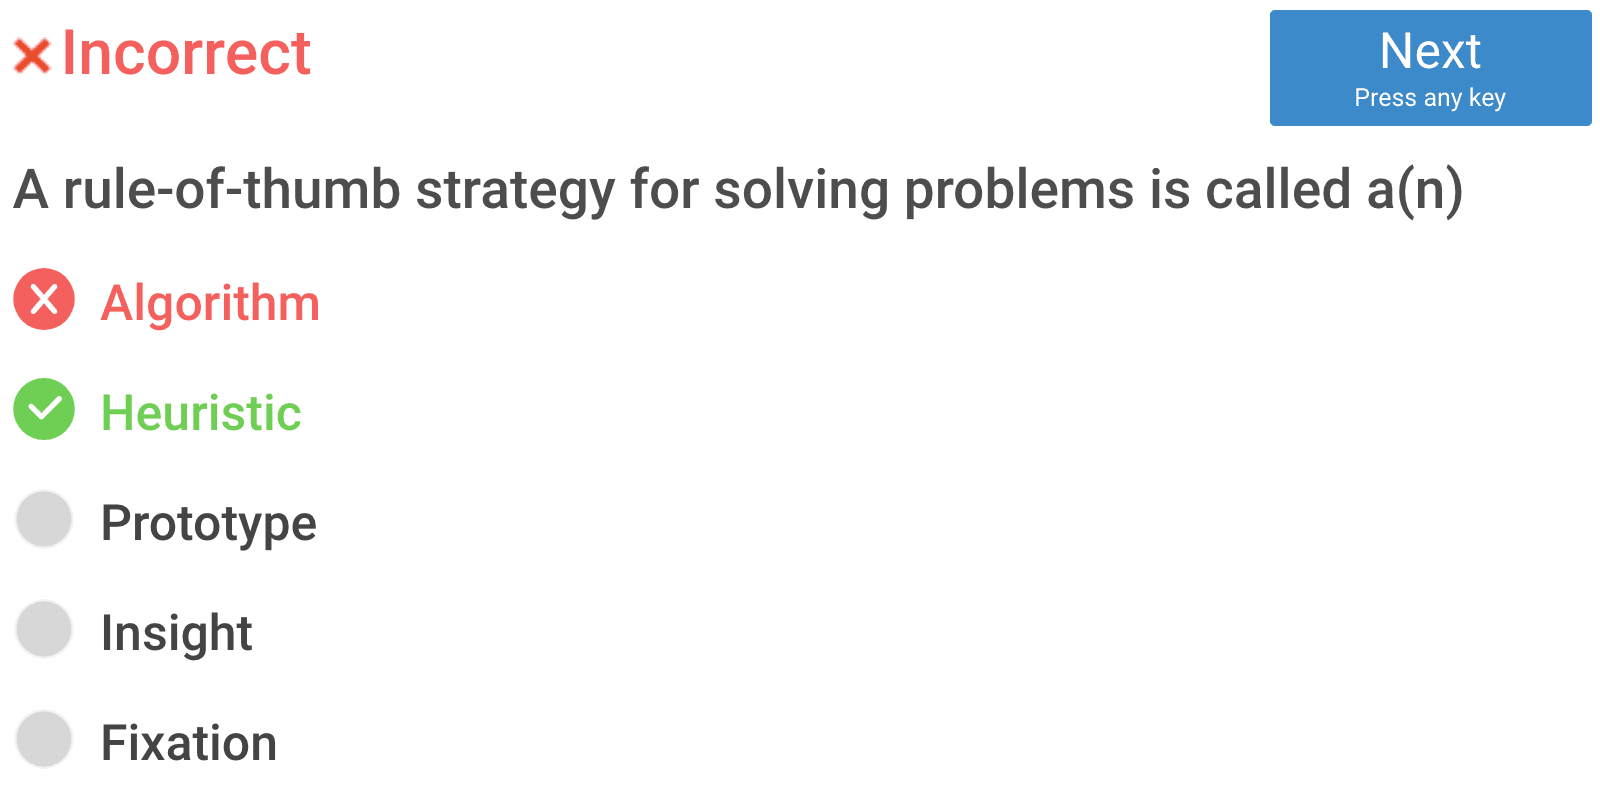 Incorrect
Next
Press any key
A rule-of-thumb strategy for solving problems is called a(n)
Algorithm
Heuristic
Prototype
Insight
Fixation